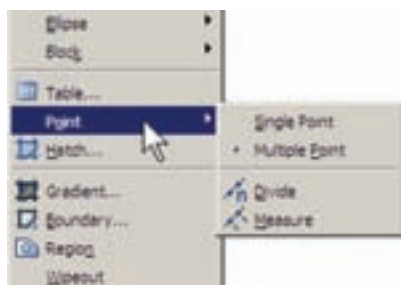 Ellipse
Block
Table...
Point
Single Point
Hatch...
Multiple Point
Gradient...
Divide
Boundary...
Measure
Region
Wipeout